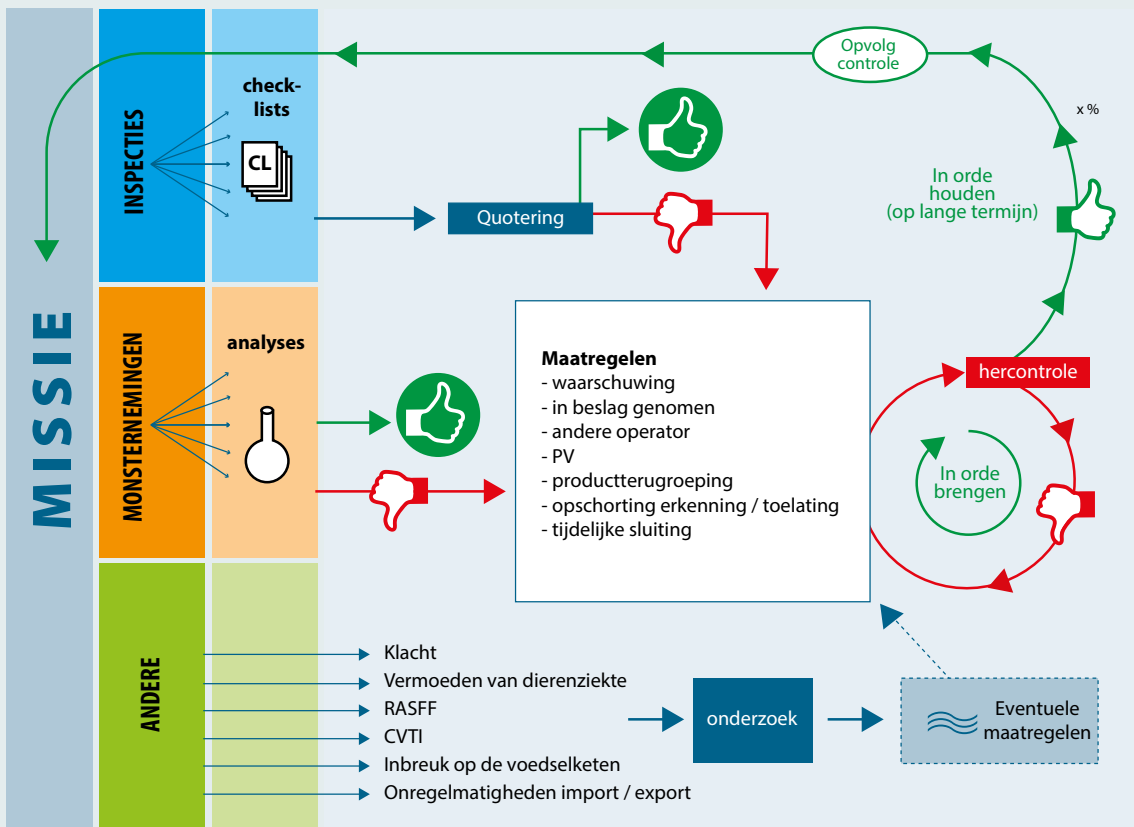 MISSIE
INSPECTIES
check-
lists
CL
Quotering
Opvolg
controle
x %
In orde
houden
(op lange termijn)
MONSTERNEMINGEN
analyses
Maatregelen
- waarschuwing
- in beslag genomen
- andere operator
- PV
- productterugroeping
- opschorting erkenning / toelating
- tijdelijke sluiting
hercontrole
In orde
brengen
ANDERE
Klacht
Vermoeden van dierenziekte
RASFF
CVTI
Inbreuk op de voedselketen
Onregelmatigheden import / export
onderzoek
Eventuele
maatregelen